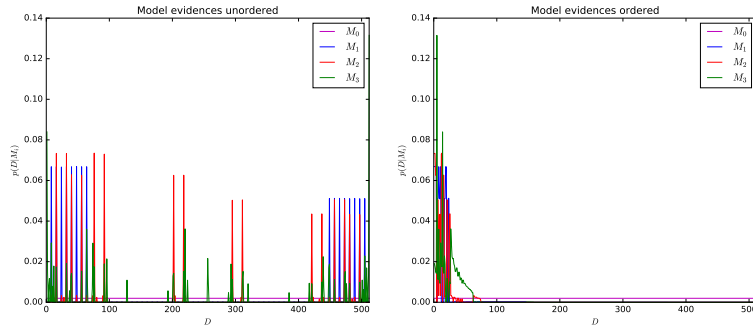 Model evidences unordered
0.14
0.12
0.10
0.08
0.06
0.04
0.02
0.00
p(D|M_i)
0
100
200
300
400
500
D
M_0
M_1
M_2
M_3
Model evidences ordered
0.14
0.12
0.10
0.08
0.06
0.04
0.02
0.00
p(D|M_i)
0
100
200
300
400
500
D
M_0
M_1
M_2
M_3